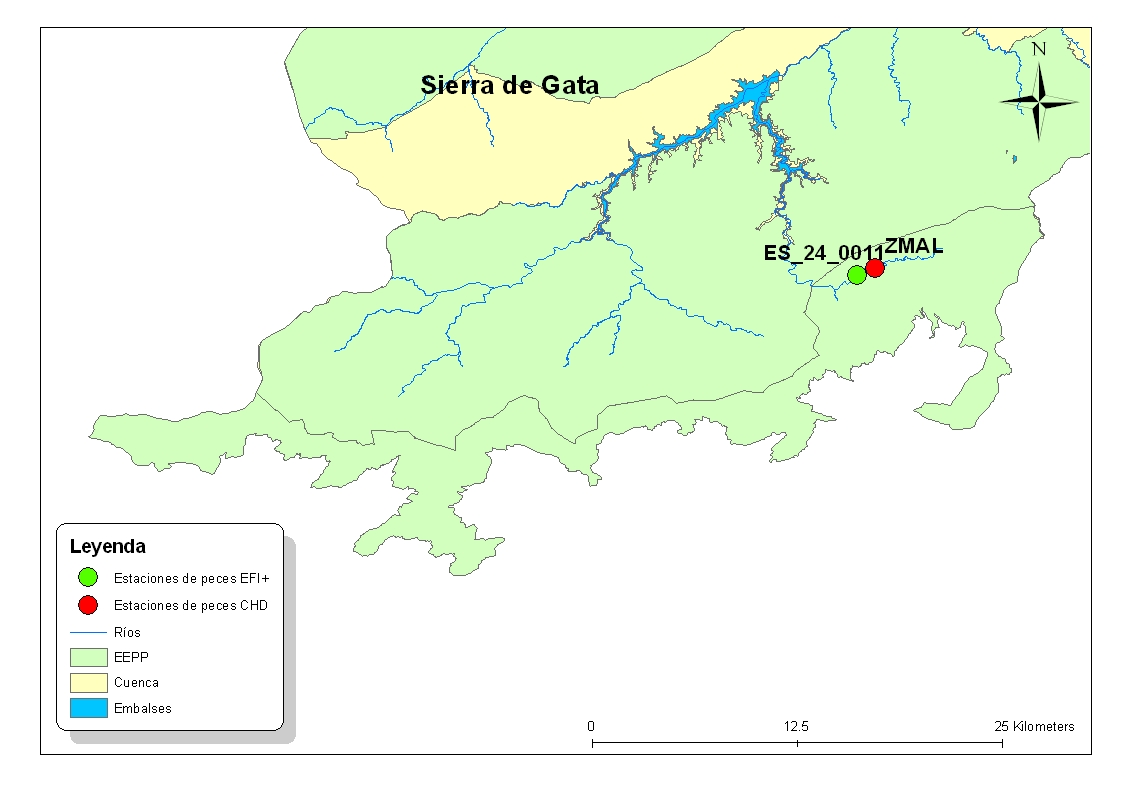 N
Sierra de Gata
ES_24_0011
ZMAL
Leyenda
Estaciones de peces EFI+
Estaciones de peces CHD
Ríos
EEPP
Cuenca
Embalses
0 12.5 25 Kilometers